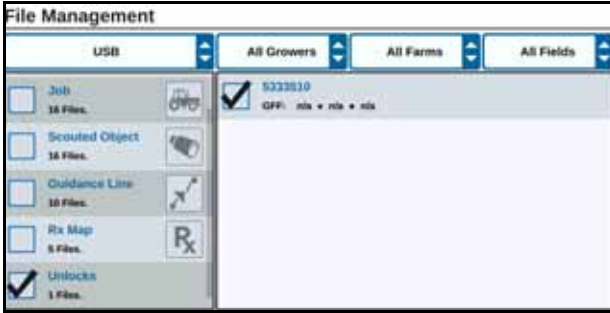 File Management
USB
All Growers
All Farms
All Fields
Job
16 Files.
Scouted Object
16 Files.
Guidance Line
10 Files.
Rx Map
5 Files.
Rx
Unlocks
1 Files.
5333510
GFF: n/a • n/a • n/a